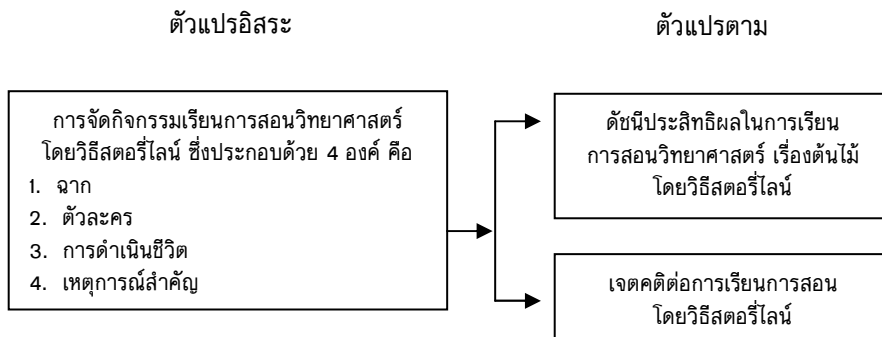 ตัวแปรอิสระ
ตัวแปรตาม
การจัดกิจกรรมเรียนการสอนวิทยาศาสตร์
โดยวิธีสตอรี่ไลน์ ซึ่งประกอบด้วย 4 องค์ คือ
1. ฉาก
2. ตัวละคร
3. การดำเนินชีวิต
4. เหตุการณ์สำคัญ
ดัชนีประสิทธิผลในการเรียน
การสอนวิทยาศาสตร์ เรื่องต้นไม้
โดยวิธีสตอรี่ไลน์
เจตคติต่อการเรียนการสอน
โดยวิธีสตอรี่ไลน์